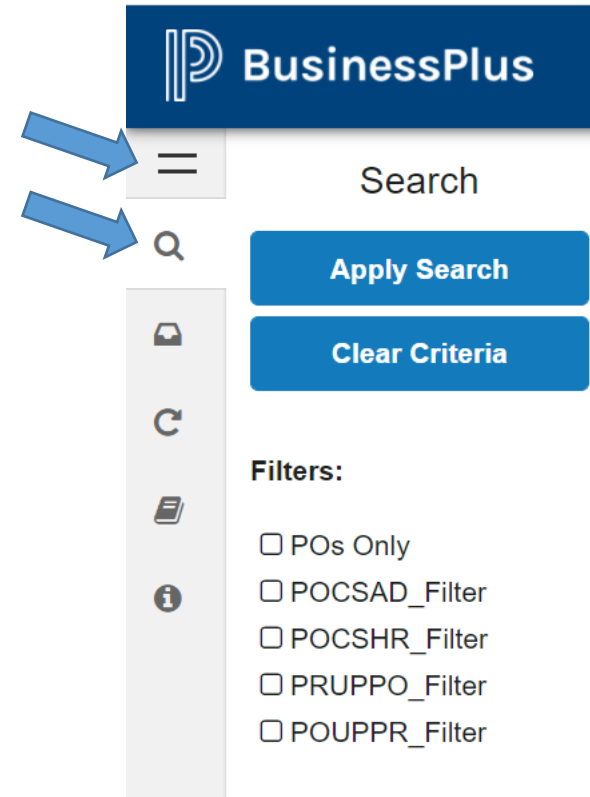 BusinessPlus
Search
Apply Search
Clear Criteria
Filters:
POs Only
POCSAD_Filter
POCSHR_Filter
PRUPPO_Filter
POUPPR_Filter